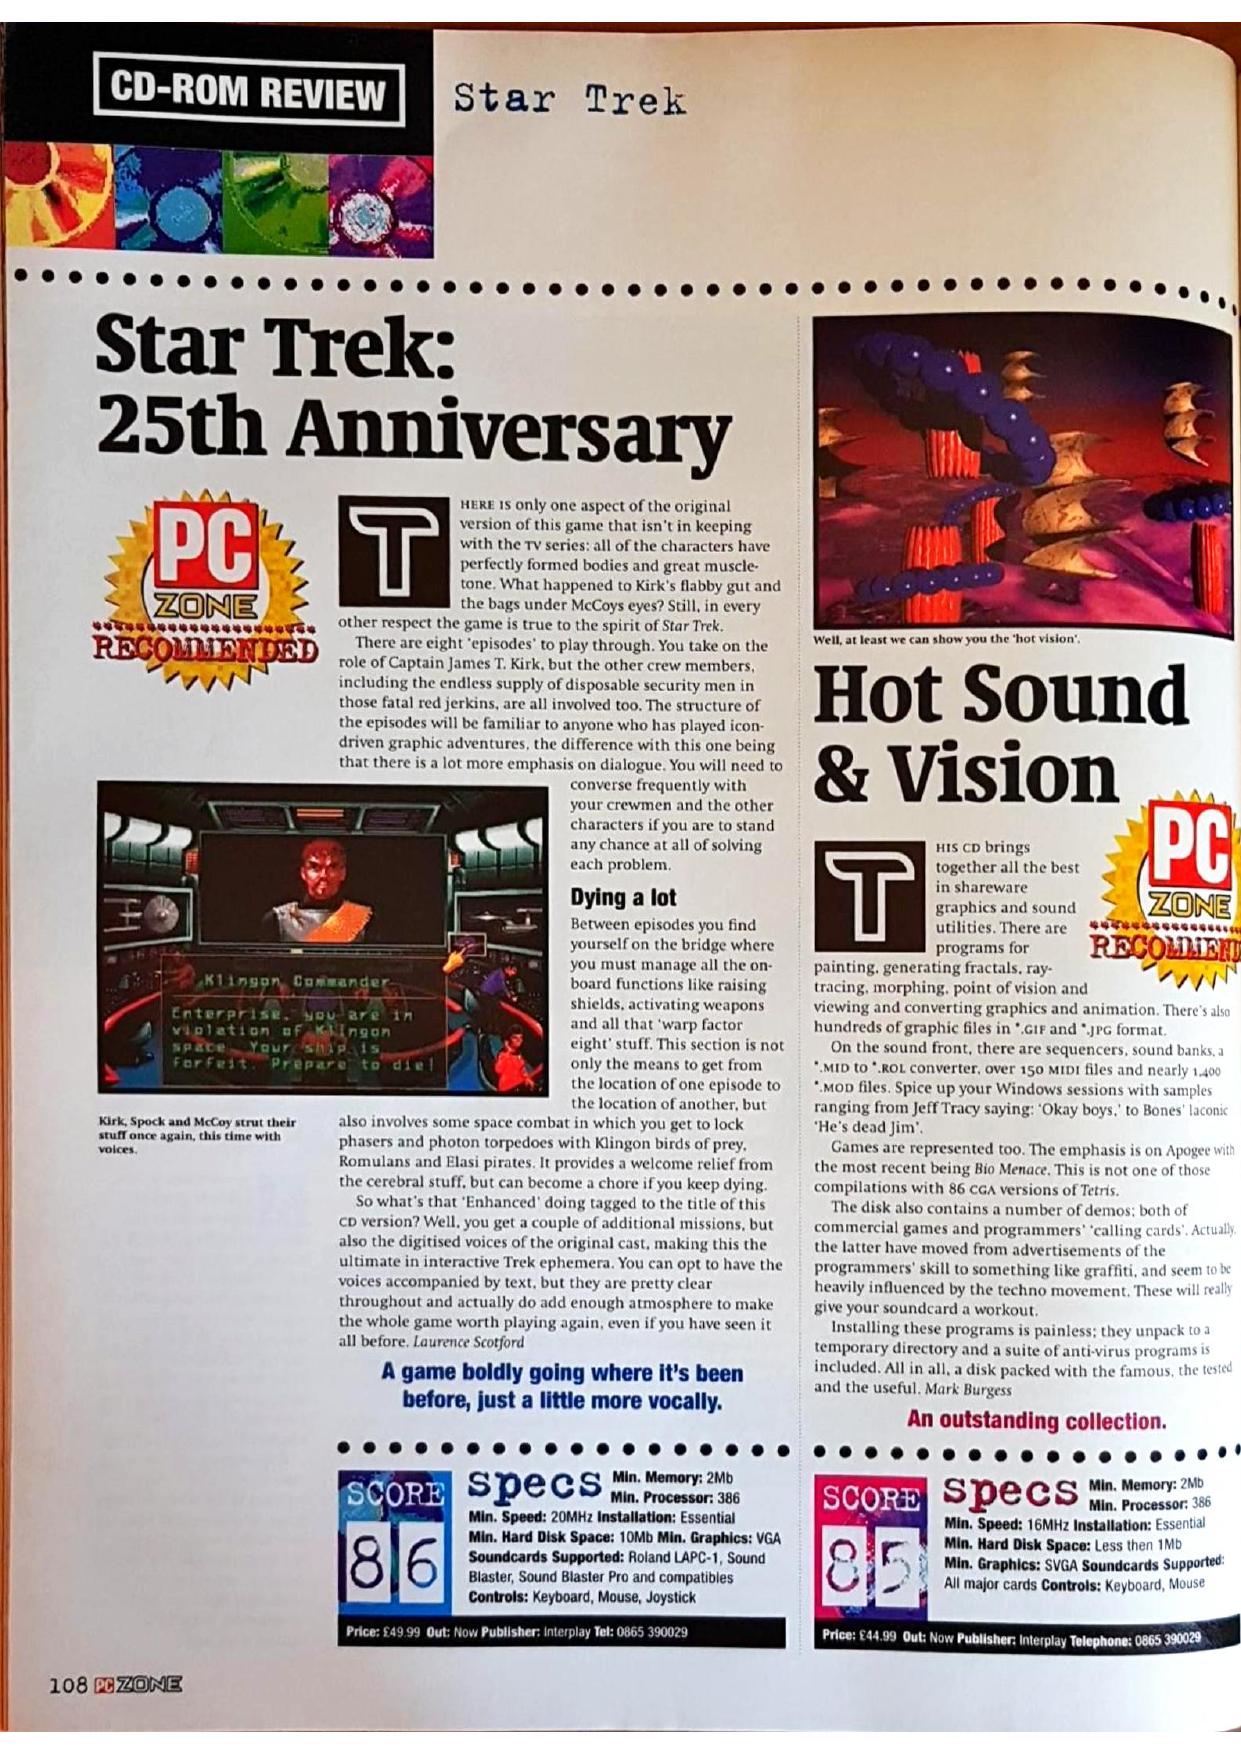 CD-ROM REVIEW
Star Trek
Star Trek:
25th Anniversary
PC
ZONE
RECOMMENDED
THERE IS only one aspect of the original
version of this game that isn't in keeping
with the TV series: all of the characters have
perfectly formed bodies and great muscle-
tone. What happened to Kirk's flabby gut and
the bags under McCoys eyes? Still, in every
other respect the game is true to the spirit of Star Trek.
There are eight 'episodes' to play through. You take on the
role of Captain James T. Kirk, but the other crew members,
including the endless supply of disposable security men in
those fatal red jerkins, are all involved too. The structure of
the episodes will be familiar to anyone who has played icon-
driven graphic adventures, the difference with this one being
that there is a lot more emphasis on dialogue. You will need to
converse frequently with
your crewmen and the other
characters if you are to stand
any chance at all of solving
each problem.
Klingon Commander
Enterprise, you are in
violation of Klingon
space. Your ship is
forfeit. Prepare to die!
Kirk, Spock and McCoy strut their
stuff once again, this time with
voices.
Dying a lot
Between episodes you find
yourself on the bridge where
you must manage all the on-
board functions like raising
shields, activating weapons
and all that 'warp factor
eight' stuff. This section is not
only the means to get from
the location of one episode to
the location of another, but
also involves some space combat in which you get to lock
phasers and photon torpedoes with Klingon birds of prey,
Romulans and Elasi pirates. It provides a welcome relief from
the cerebral stuff, but can become a chore if you keep dying.
So what's that 'Enhanced' doing tagged to the title of this
CD version? Well, you get a couple of additional missions, but
also the digitised voices of the original cast, making this the
ultimate in interactive Trek ephemera. You can opt to have the
voices accompanied by text, but they are pretty clear
throughout and actually do add enough atmosphere to make
the whole game worth playing again, even if you have seen it
all before. Laurence Scotford
A game boldly going where it's been
before, just a little more vocally.
SCORE
86
specs Min. Memory: 2Mb
Min. Processor: 386
Min. Speed: 20MHz Installation: Essential
Min. Hard Disk Space: 10Mb Min. Graphics: VGA
Soundcards Supported: Roland LAPC-1, Sound
Blaster, Sound Blaster Pro and compatibles
Controls: Keyboard, Mouse, Joystick
Price: £49.99 Out: Now Publisher: Interplay Tel: 0865 390029
Well, at least we can show you the 'hot vision'.
Hot Sound
& Vision
PC
ZONE
RECOMMEN
THIS CD brings
together all the best
in shareware
graphics and sound
utilities. There are
programs for
painting, generating fractals, ray-
tracing, morphing, point of vision and
viewing and converting graphics and animation. There's also
hundreds of graphic files in *.GIF and *.JPG format.
On the sound front, there are sequencers, sound banks, a
*.MID to *.ROL converter, over 150 MIDI files and nearly 1,400
*.MOD files. Spice up your Windows sessions with samples
ranging from Jeff Tracy saying: 'Okay boys,' to Bones' laconic
'He's dead Jim'.
Games are represented too. The emphasis is on Apogee with
the most recent being Bio Menace. This is not one of those
compilations with 86 CGA versions of Tetris.
The disk also contains a number of demos; both of
commercial games and programmers' 'calling cards'. Actually,
the latter have moved from advertisements of the
programmers' skill to something like graffiti, and seem to be
heavily influenced by the techno movement. These will really
give your soundcard a workout.
Installing these programs is painless; they unpack to a
temporary directory and a suite of anti-virus programs is
included. All in all, a disk packed with the famous, the tested
and the useful. Mark Burgess
An outstanding collection.
SCORE
85
specs Min. Memory: 2Mb
Min. Processor: 386
Min. Speed: 16MHz Installation: Essential
Min. Hard Disk Space: Less then 1Mb
Min. Graphics: SVGA Soundcards Supported:
All major cards Controls: Keyboard, Mouse
Price: £44.99 Out: Now Publisher: Interplay Telephone: 0865 390029
108 PC ZONE